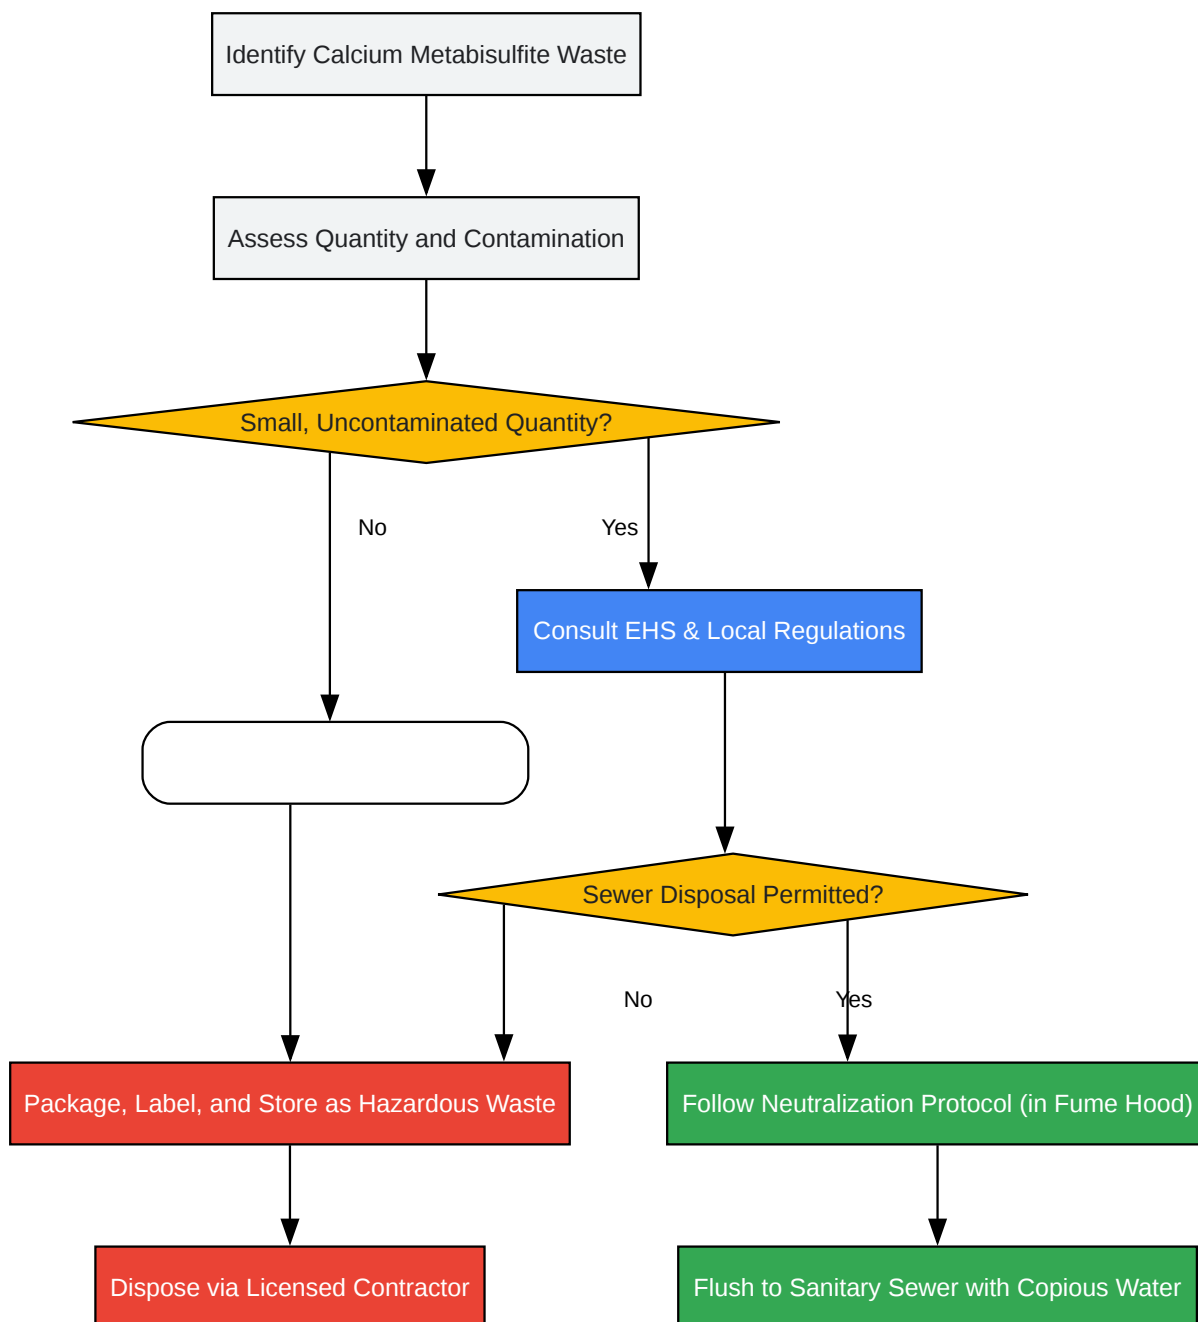 Identify Calcium Metabisulfite Waste
Assess Quantity and Contamination
Small, Uncontaminated Quantity?
No
Yes
Consult EHS & Local Regulations
Sewer Disposal Permitted?
No
Yes
Package, Label, and Store as Hazardous Waste
Follow Neutralization Protocol (in Fume Hood)
Dispose via Licensed Contractor
Flush to Sanitary Sewer with Copious Water